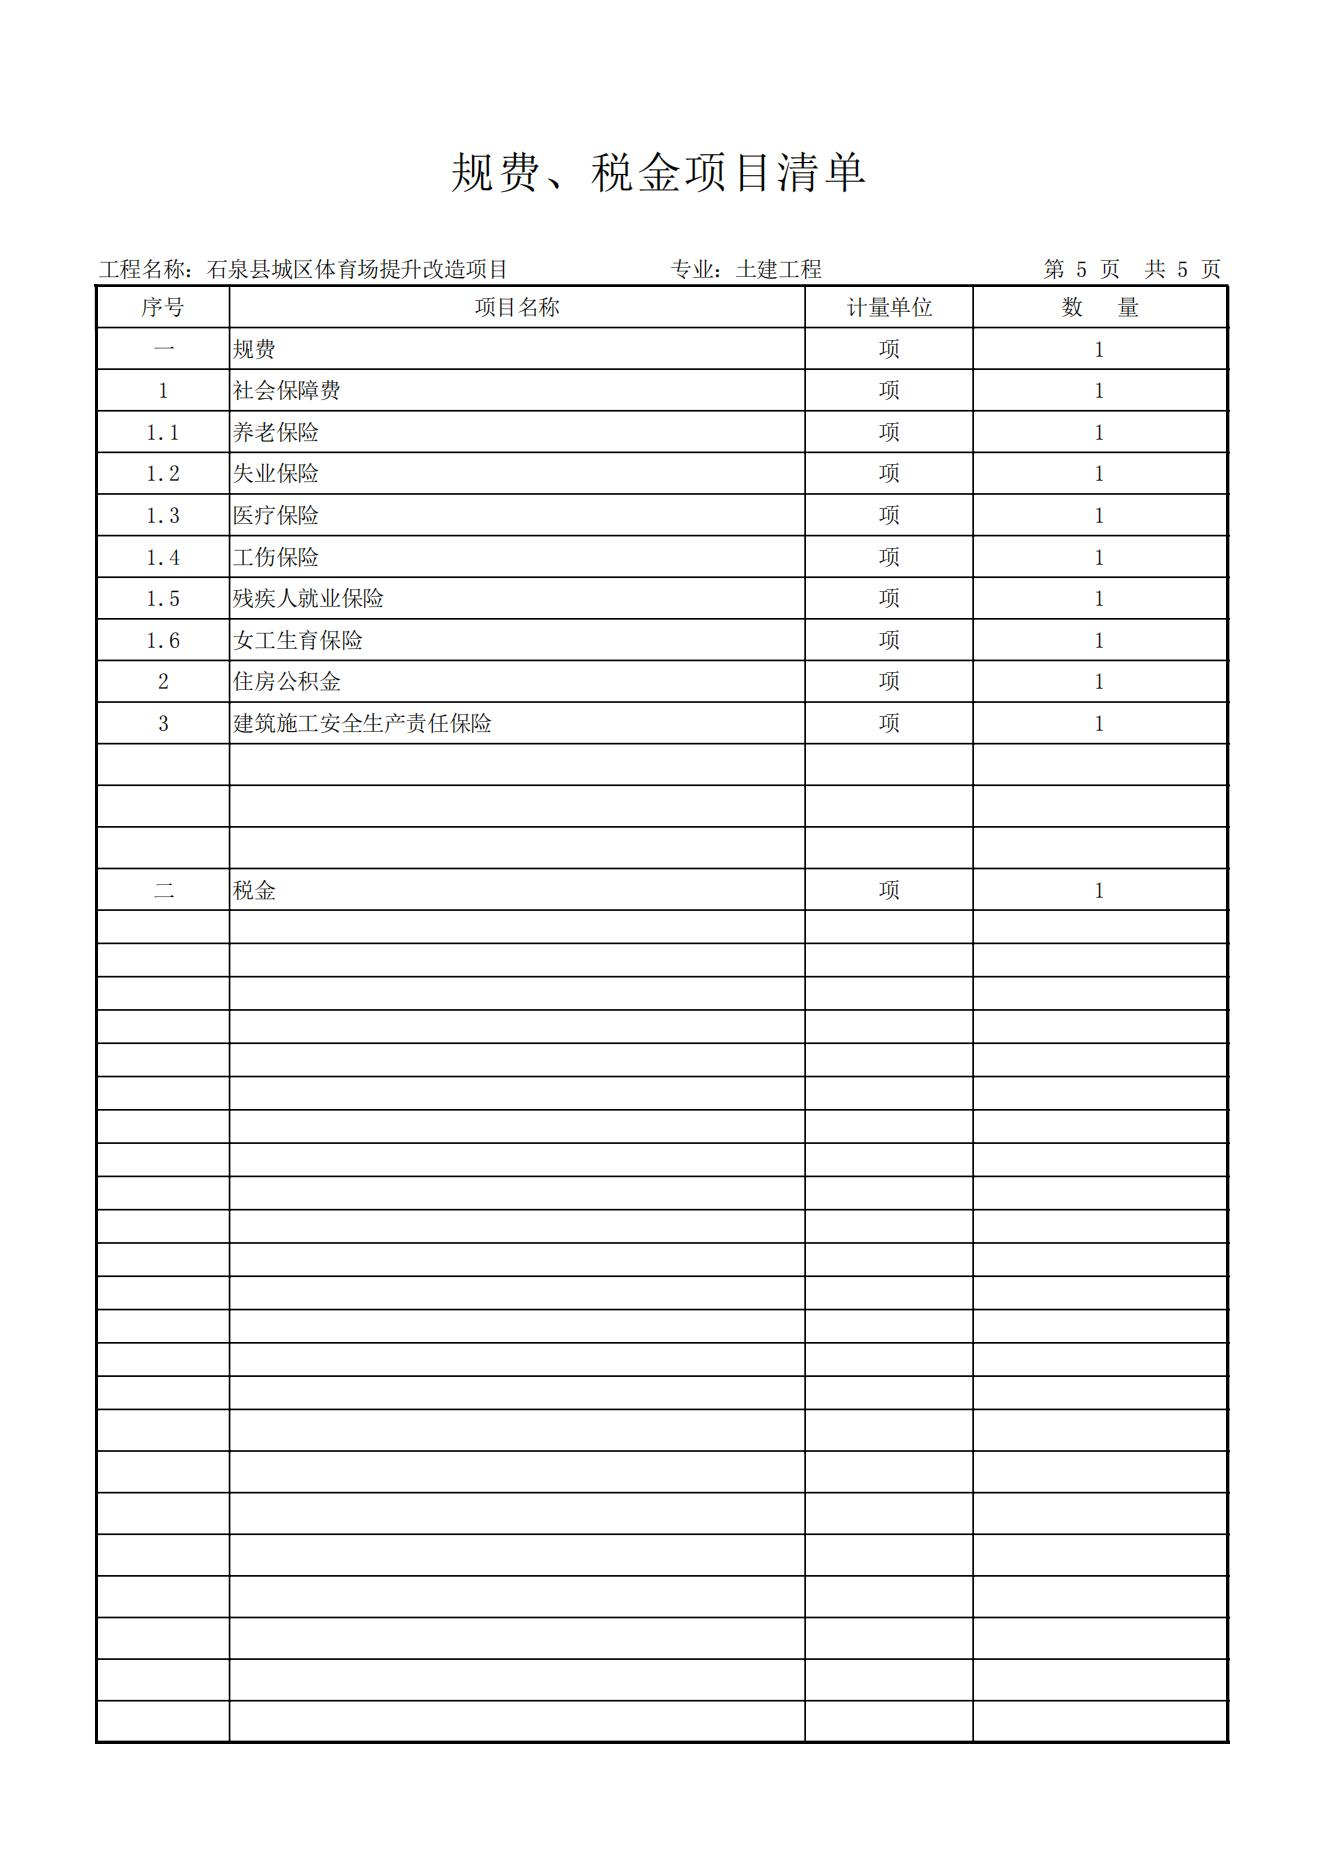 规费、税金项目清单
工程名称：石泉县城区体育场提升改造项目 专业：土建工程 第 5 页 共 5 页
序号 项目名称 计量单位 数 量
一 规费 项 1
1 社会保障费 项 1
1.1 养老保险 项 1
1.2 失业保险 项 1
1.3 医疗保险 项 1
1.4 工伤保险 项 1
1.5 残疾人就业保险 项 1
1.6 女工生育保险 项 1
2 住房公积金 项 1
3 建筑施工安全生产责任保险 项 1
二 税金 项 1